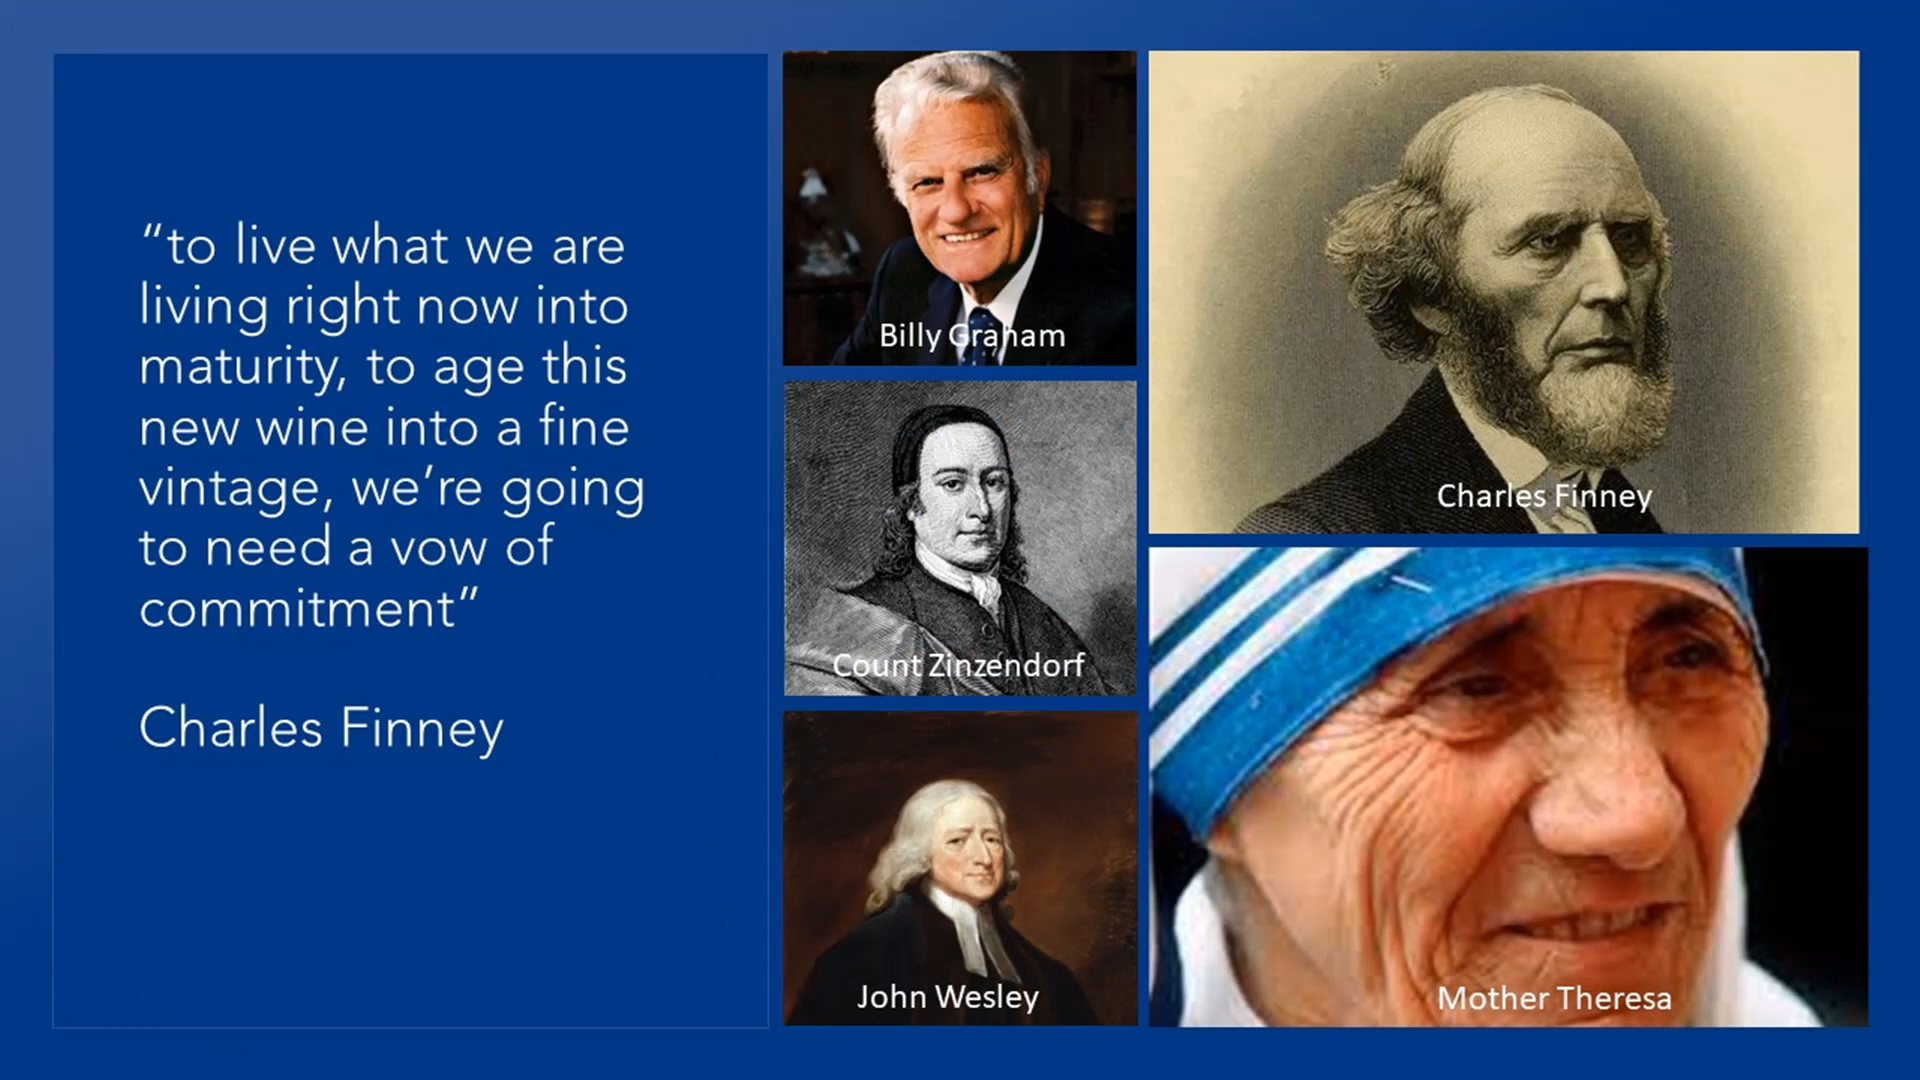 “to live what we are
living right now into
maturity, to age this
new wine into a fine
vintage, we’re going
to need a vow of
commitment”
Charles Finney
Billy Graham
Charles Finney
Count Zinzendorf
John Wesley
Mother Theresa